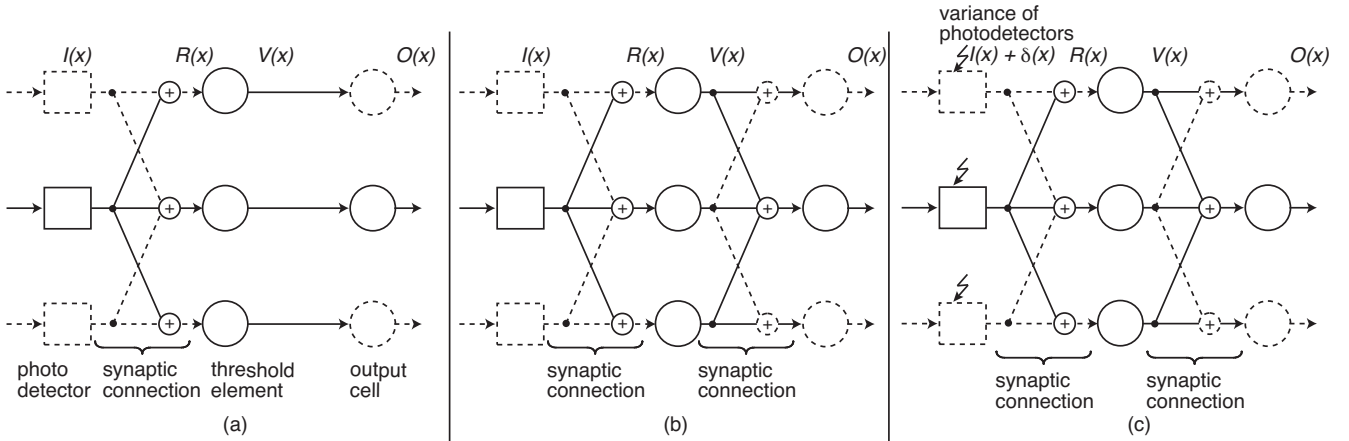 I(x) R(x) V(x) O(x)
+
+
+
photo
detector
synaptic
connection
threshold
element
output
cell
(a)
I(x) R(x) V(x) O(x)
+ +
+ +
+ +
synaptic
connection
synaptic
connection
(b)
variance of
photodetectors
I(x) + δ(x) R(x) V(x) O(x)
+ +
+ +
+ +
synaptic
connection
synaptic
connection
(c)